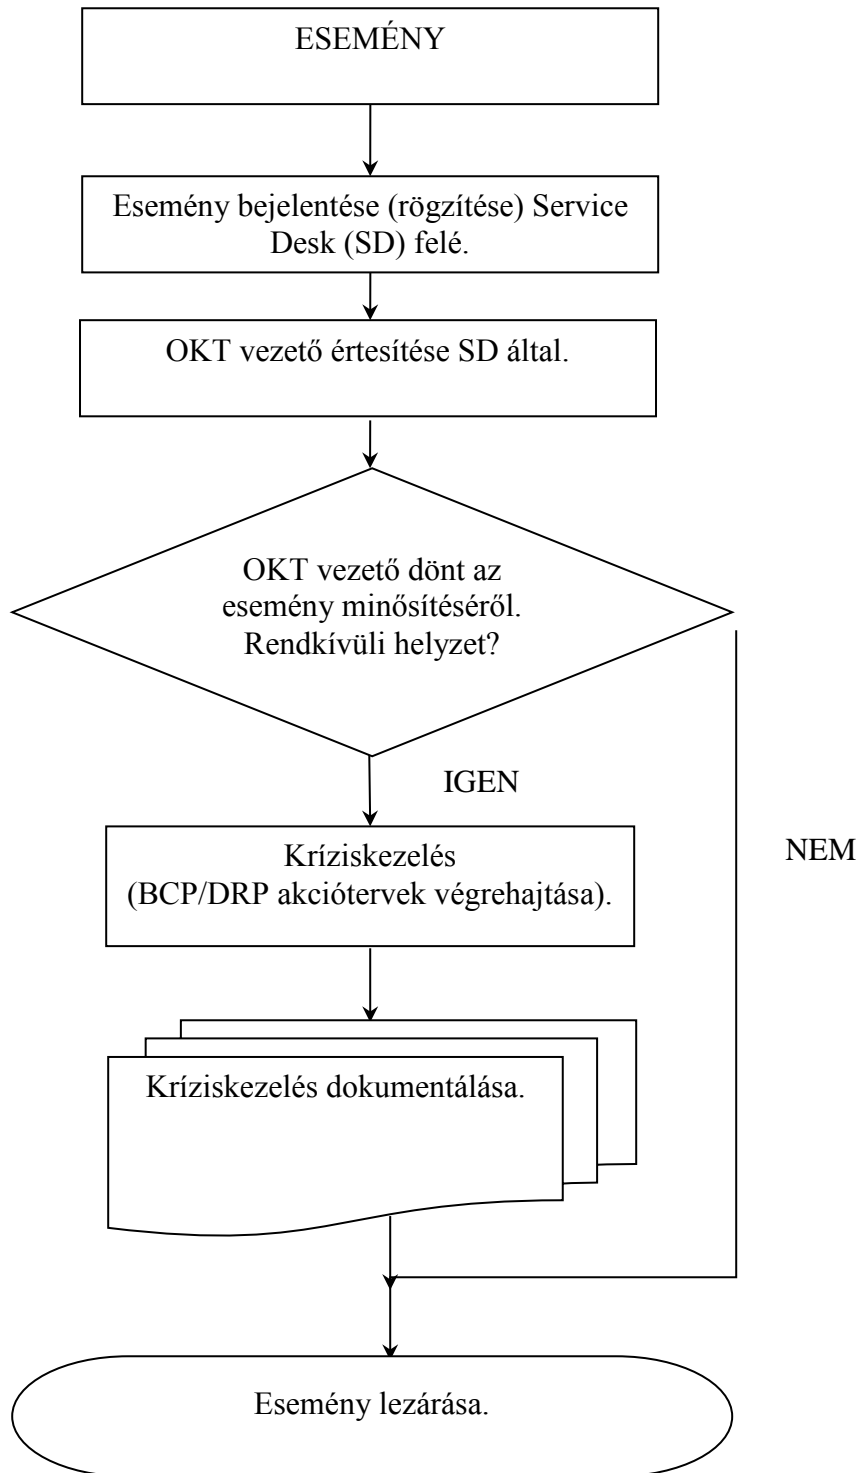 ESEMÉNY
Esemény bejelentése (rögzítése) Service
Desk (SD) felé.
OKT vezető értesítése SD által.
OKT vezető dönt az
esemény minősítéséről.
Rendkívüli helyzet?
IGEN
NEM
Kríziskezelés
(BCP/DRP akciótervek végrehajtása).
Kríziskezelés dokumentálása.
Esemény lezárása.